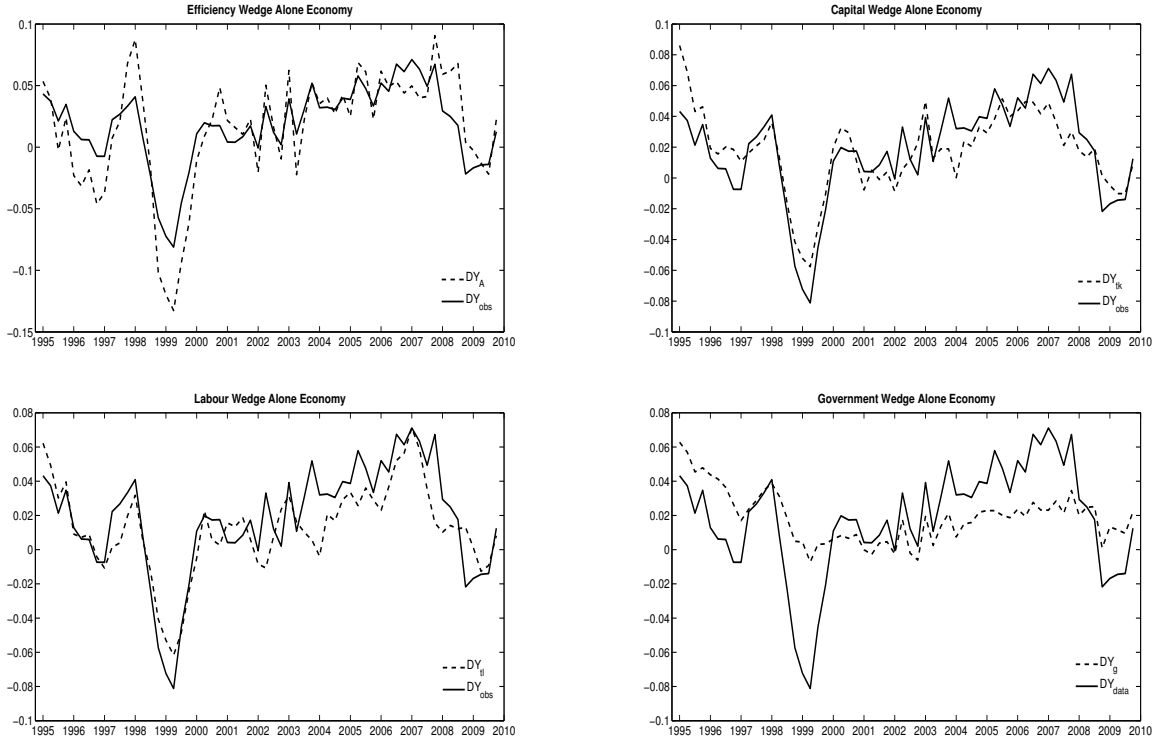 Efficiency Wedge Alone Economy
0.1
0.05
0
−0.05
−0.1
−0.15
1995 1996 1997 1998 1999 2000 2001 2002 2003 2004 2005 2006 2007 2008 2009 2010
DY_A
DY_obs
Capital Wedge Alone Economy
0.1
0.08
0.06
0.04
0.02
0
−0.02
−0.04
−0.06
−0.08
−0.1
1995 1996 1997 1998 1999 2000 2001 2002 2003 2004 2005 2006 2007 2008 2009 2010
DY_tk
DY_obs
Labour Wedge Alone Economy
0.08
0.06
0.04
0.02
0
−0.02
−0.04
−0.06
−0.08
−0.1
1995 1996 1997 1998 1999 2000 2001 2002 2003 2004 2005 2006 2007 2008 2009 2010
DY_tl
DY_obs
Government Wedge Alone Economy
0.08
0.06
0.04
0.02
0
−0.02
−0.04
−0.06
−0.08
−0.1
1995 1996 1997 1998 1999 2000 2001 2002 2003 2004 2005 2006 2007 2008 2009 2010
DY_g
DY_data